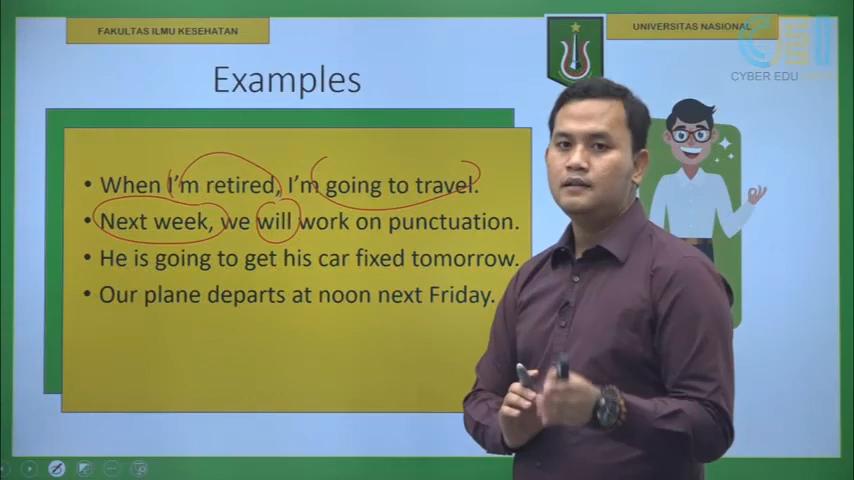 FAKULTAS ILMU KESEHATAN
UNIVERSITAS NASIONAL
CYBER EDU
Examples
• When I'm retired, I'm going to travel.
• Next week, we will work on punctuation.
• He is going to get his car fixed tomorrow.
• Our plane departs at noon next Friday.